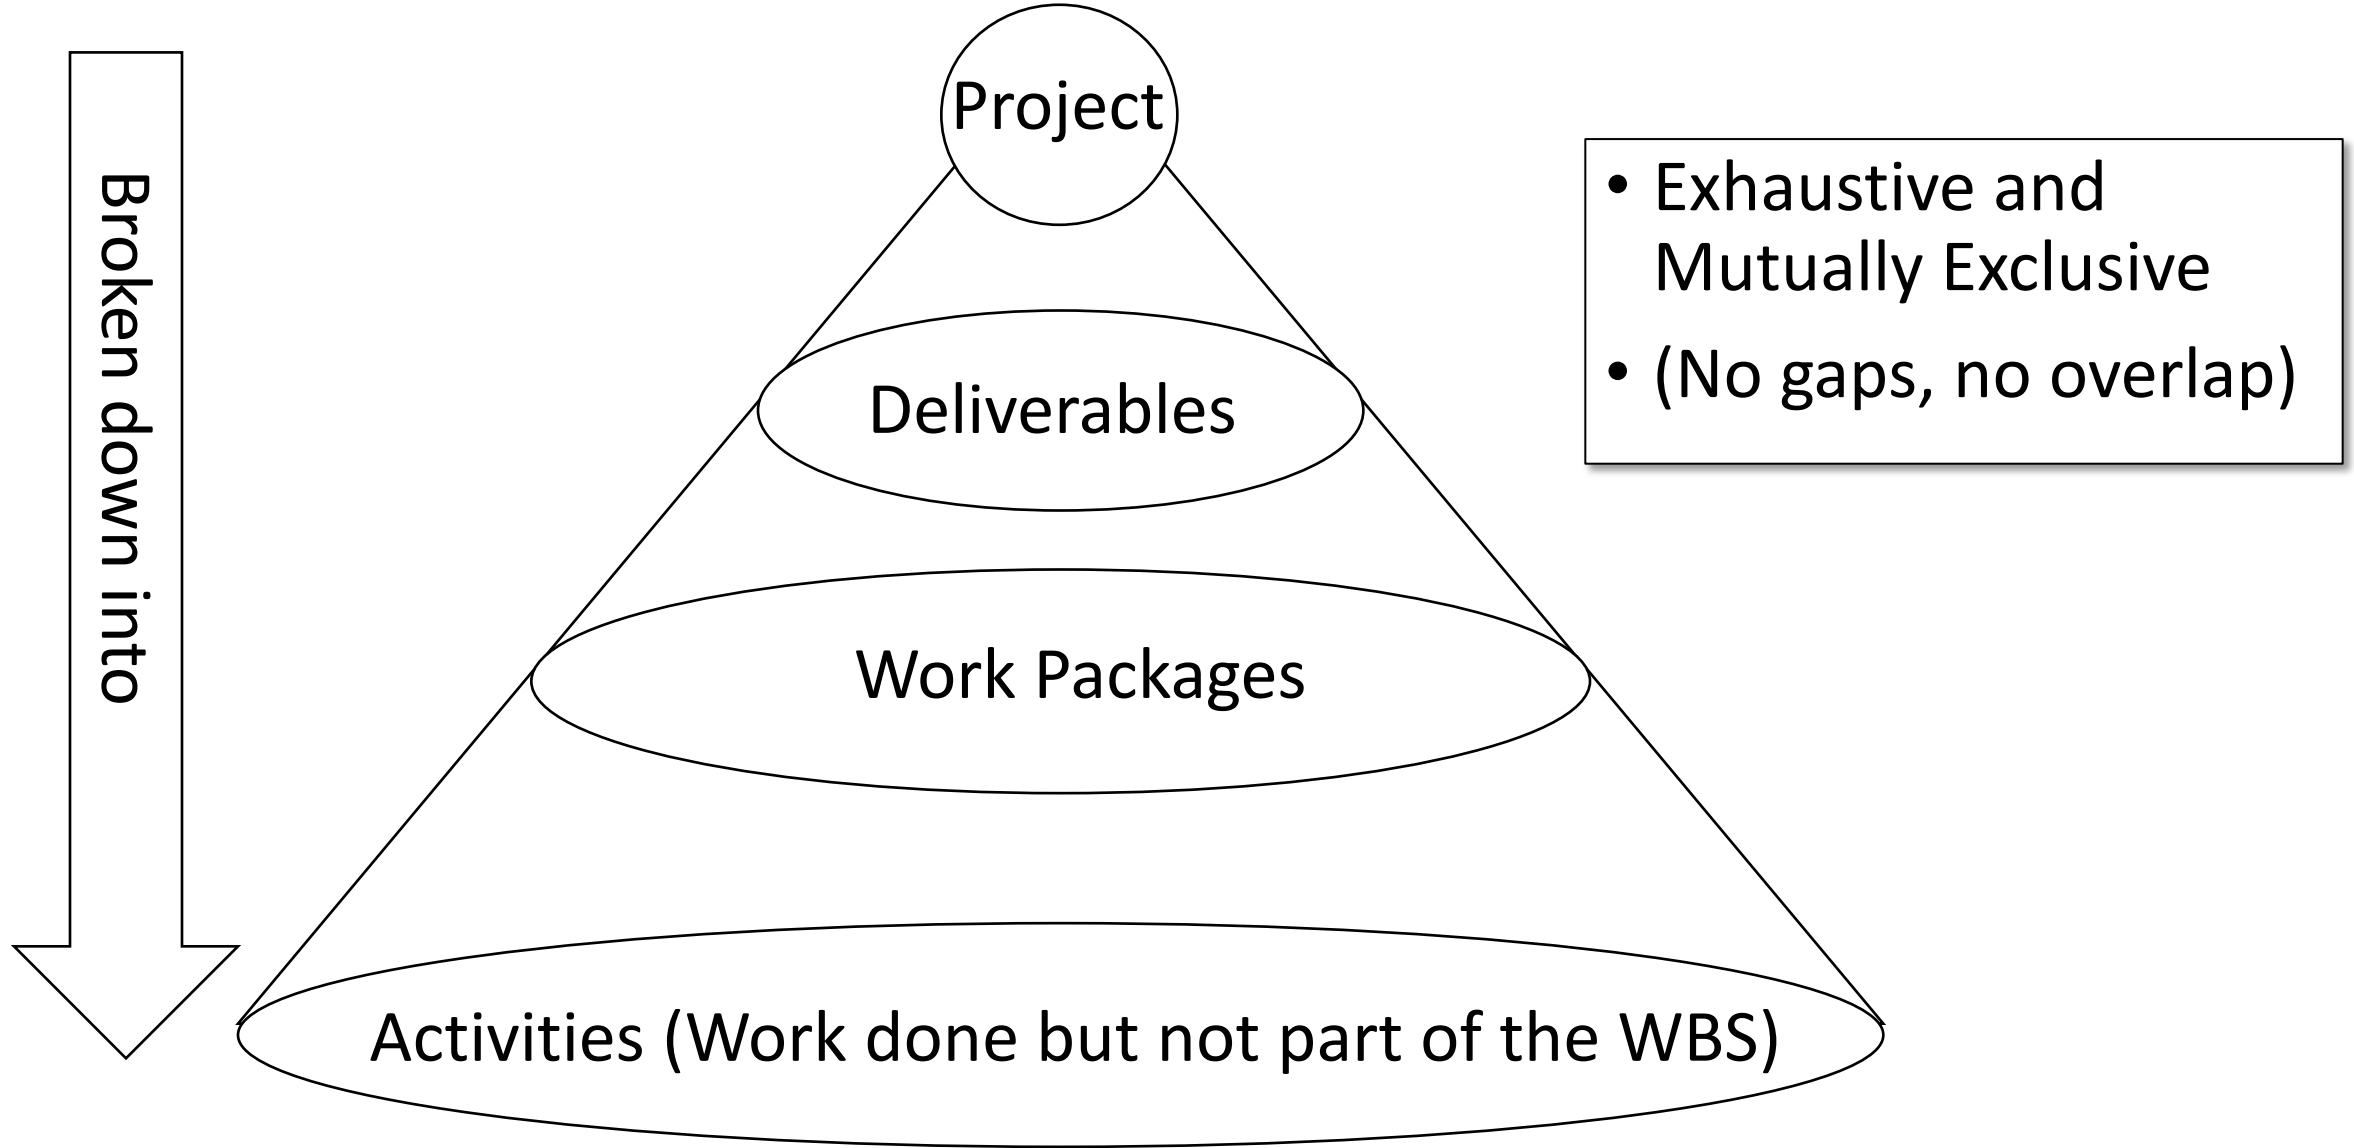 Project
Broken down into
• Exhaustive and
Mutually Exclusive
• (No gaps, no overlap)
Deliverables
Work Packages
Activities (Work done but not part of the WBS)